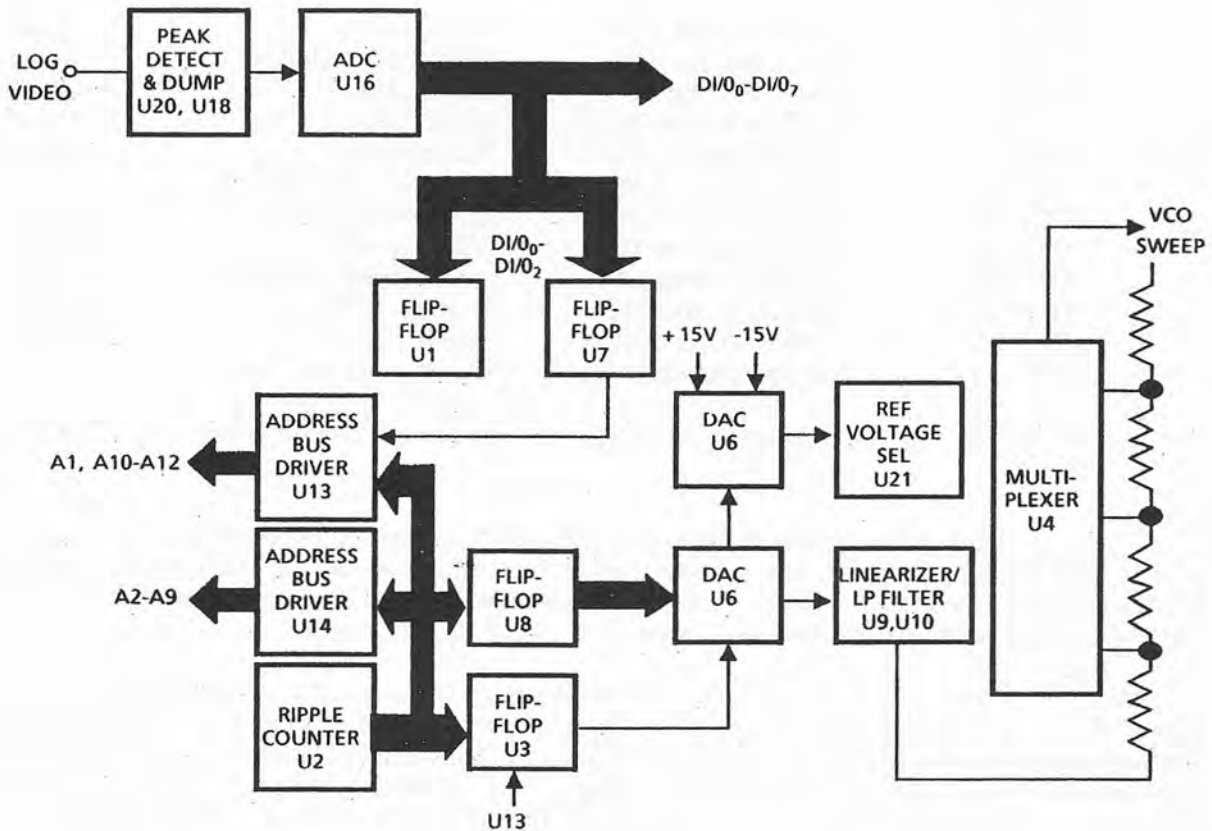 LOG
VIDEO
PEAK
DETECT
& DUMP
U20, U18
ADC
U16
DI/0₀-DI/0₇
DI/0₀-
DI/0₂
FLIP-
FLOP
U1
FLIP-
FLOP
U7
VCO
SWEEP
+15V
-15V
A1, A10-A12
ADDRESS
BUS
DRIVER
U13
DAC
U6
REF
VOLTAGE
SEL
U21
MULTI-
PLEXER
U4
A2-A9
ADDRESS
BUS
DRIVER
U14
FLIP-
FLOP
U8
DAC
U6
LINEARIZER/
LP FILTER
U9,U10
RIPPLE
COUNTER
U2
FLIP-
FLOP
U3
U13